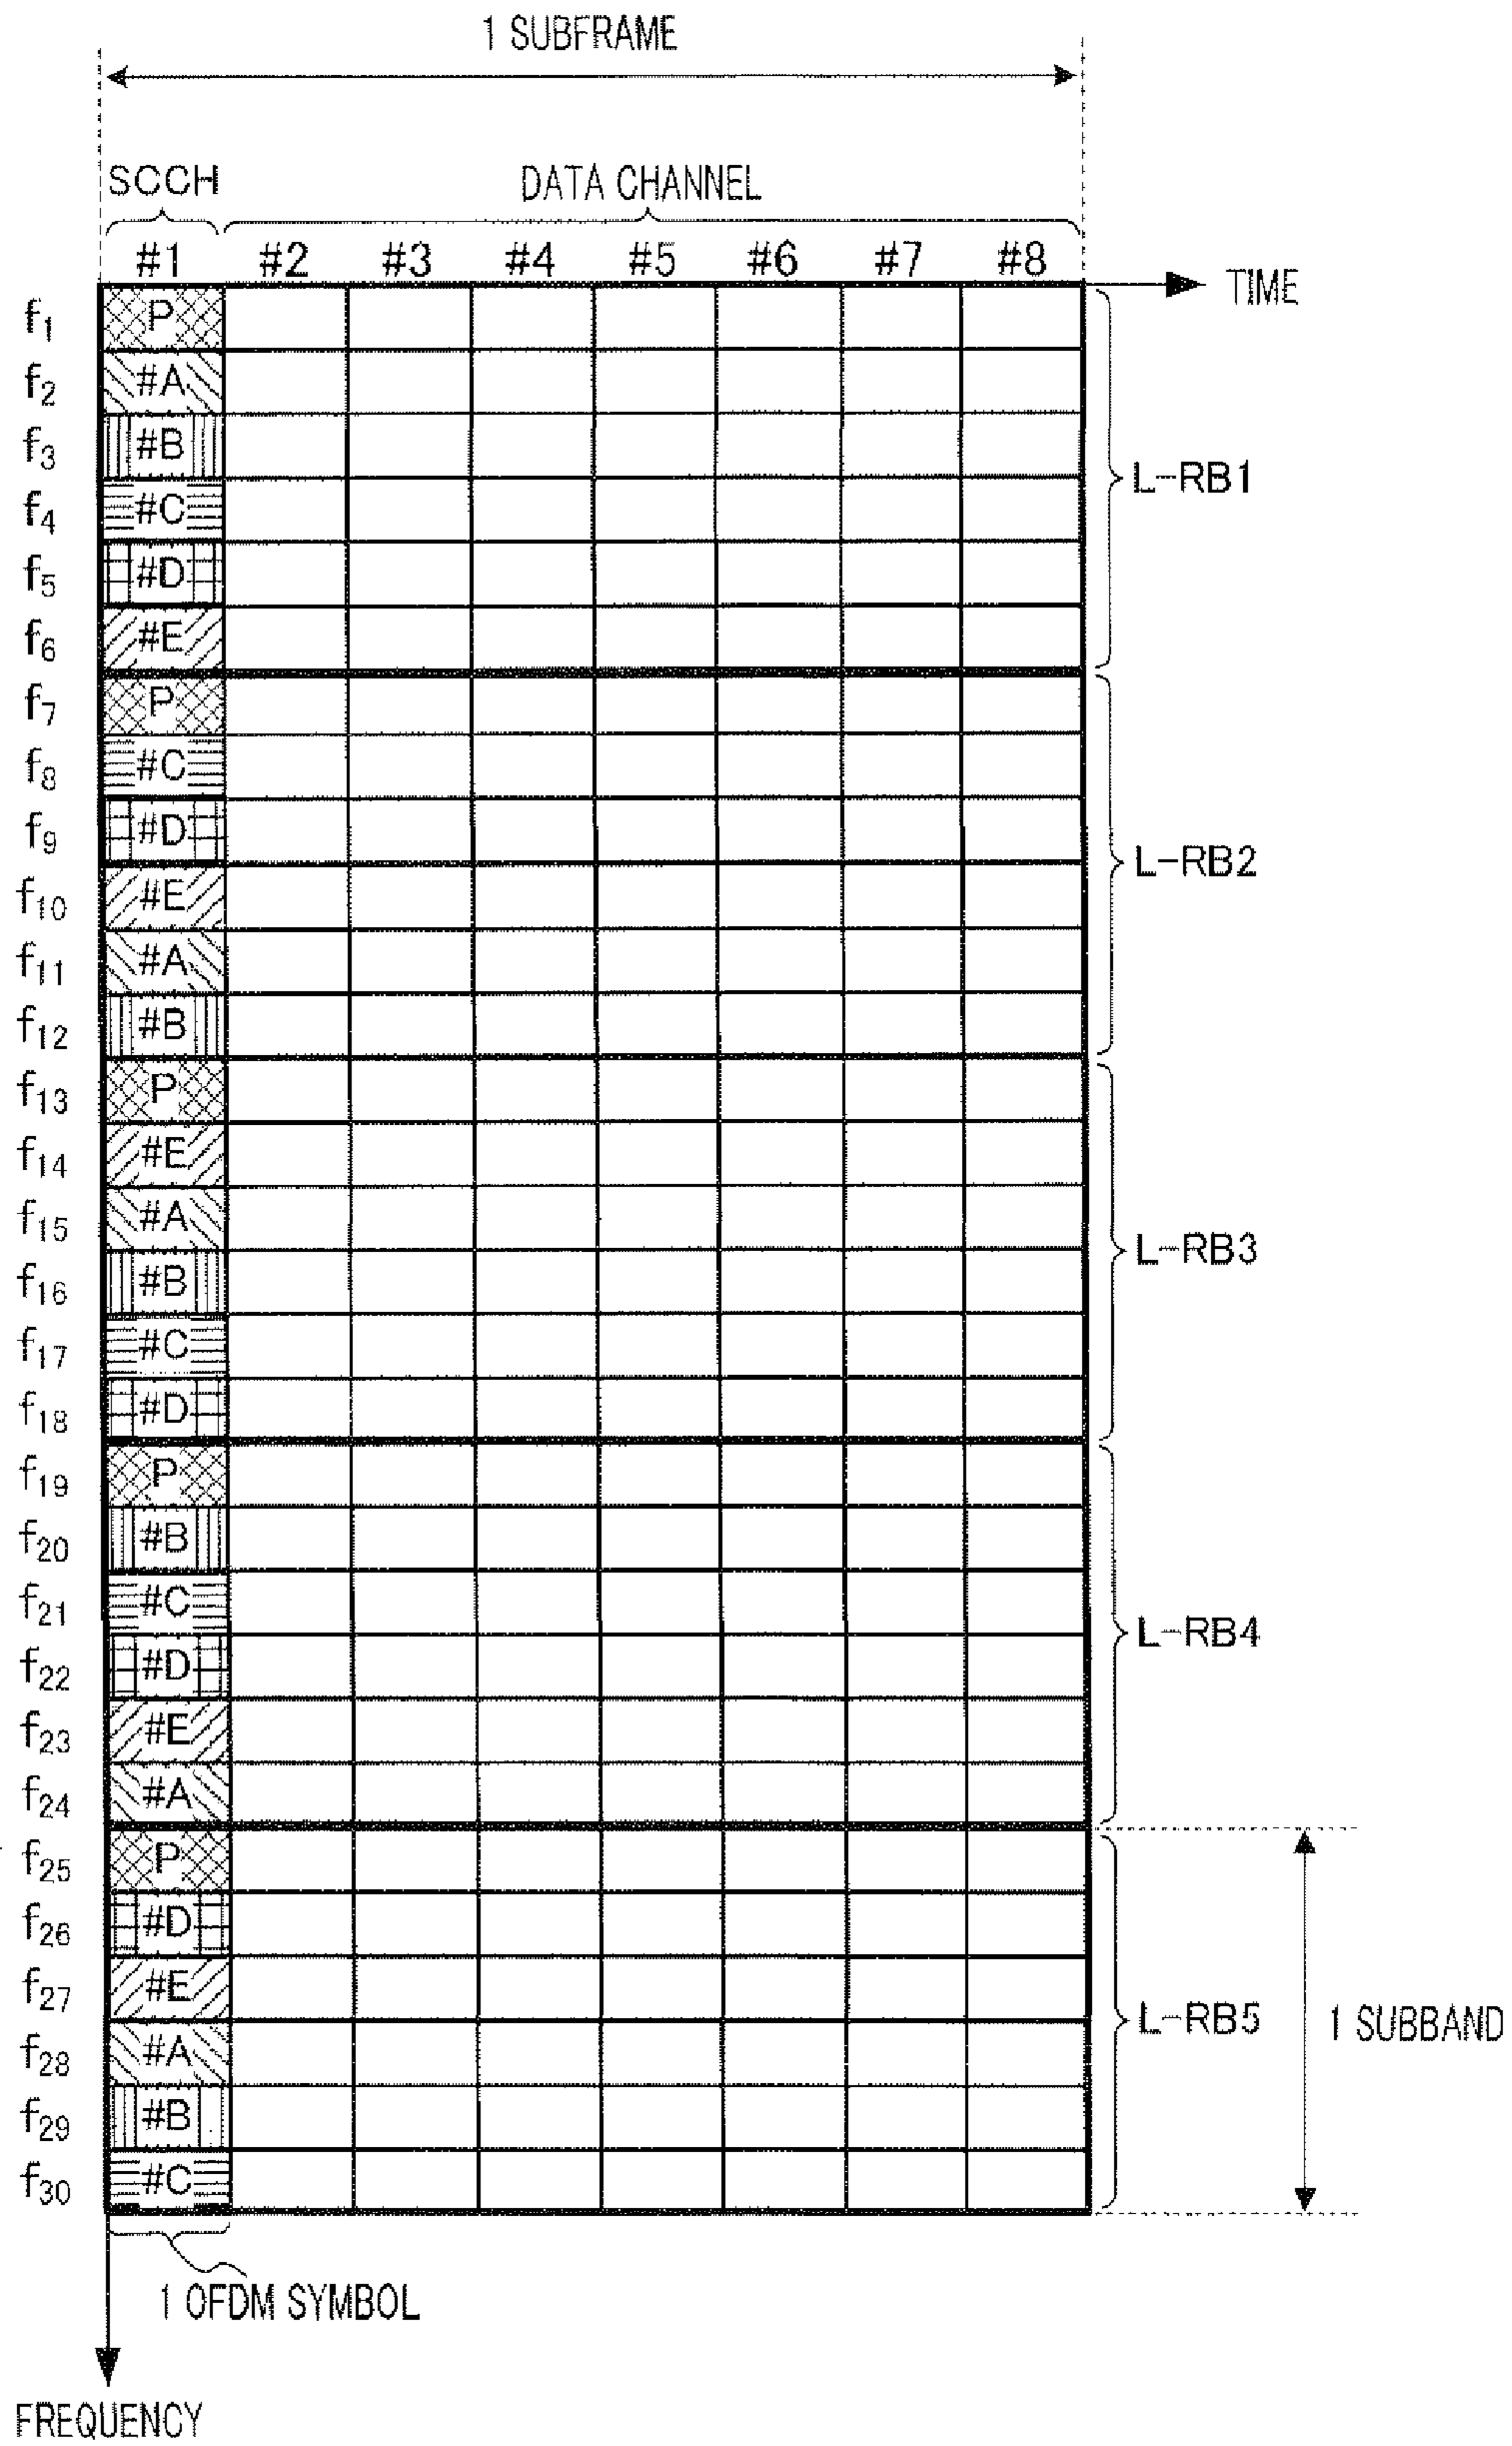 1 SUBFRAME
SCCH DATA CHANNEL
#1 #2 #3 #4 #5 #6 #7 #8
TIME
f1 P
f2 #A
f3 #B
f4 #C
f5 #D
f6 #E
L-RB1
f7 P
f8 #C
f9 #D
f10 #E
f11 #A
f12 #B
L-RB2
f13 P
f14 #E
f15 #A
f16 #B
f17 #C
f18 #D
L-RB3
f19 P
f20 #B
f21 #C
f22 #D
f23 #E
f24 #A
L-RB4
f25 P
f26 #D
f27 #E
f28 #A
f29 #B
f30 #C
L-RB5
1 SUBBAND
1 OFDM SYMBOL
FREQUENCY